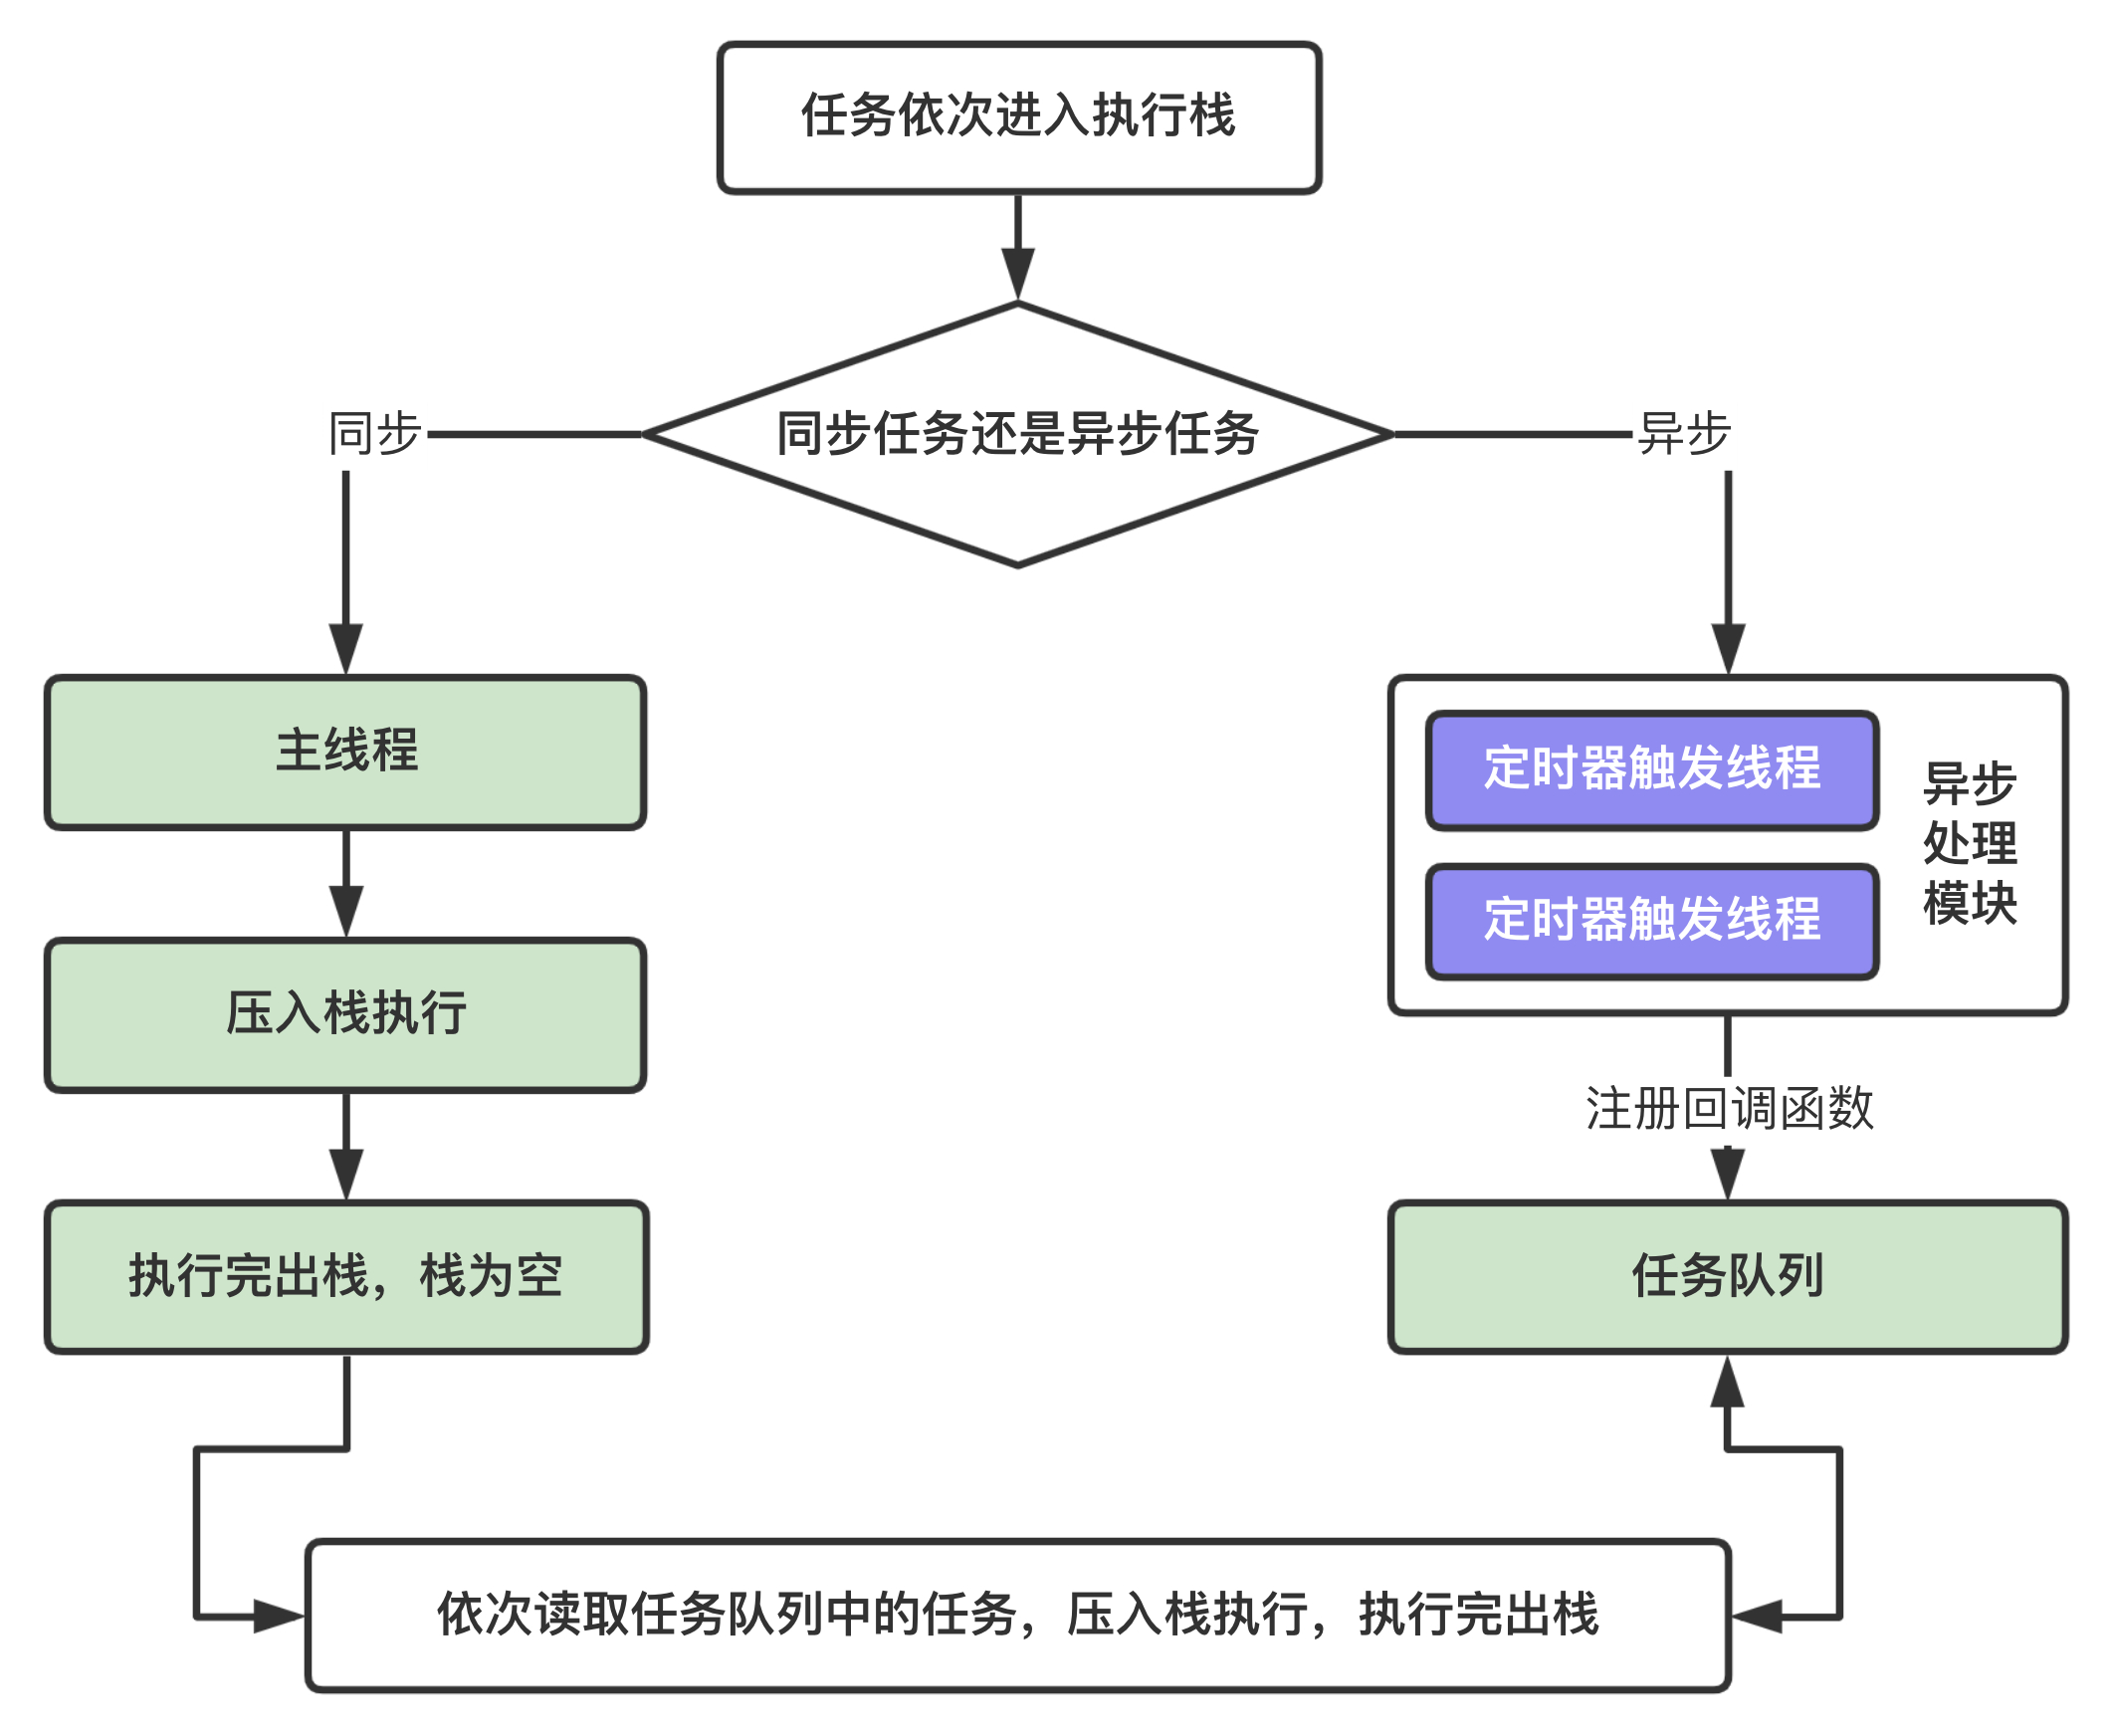 任务依次进入执行栈
同步任务还是异步任务
同步
异步
主线程
压入栈执行
执行完出栈，栈为空
定时器触发线程
定时器触发线程
异步
处理
模块
注册回调函数
任务队列
依次读取任务队列中的任务，压入栈执行，执行完出栈